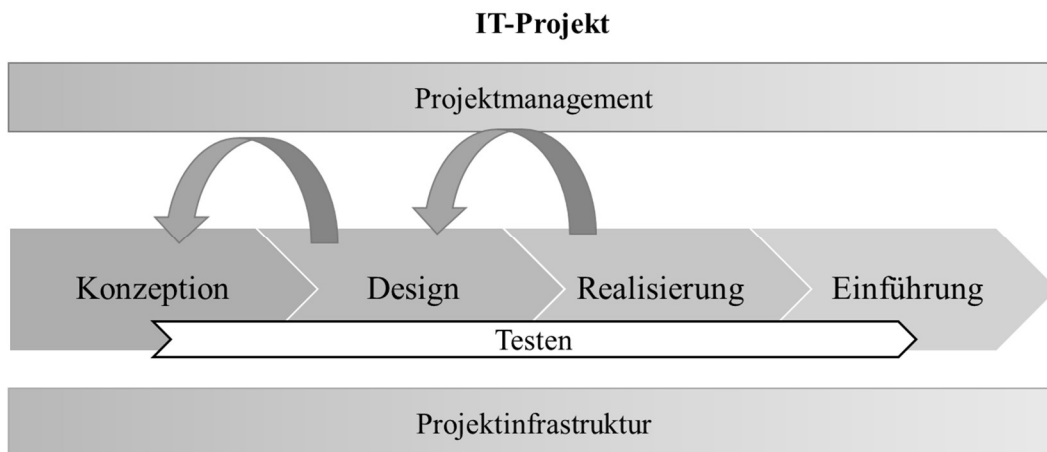 IT-Projekt
Projektmanagement
Konzeption
Design
Realisierung
Einführung
Testen
Projektinfrastruktur